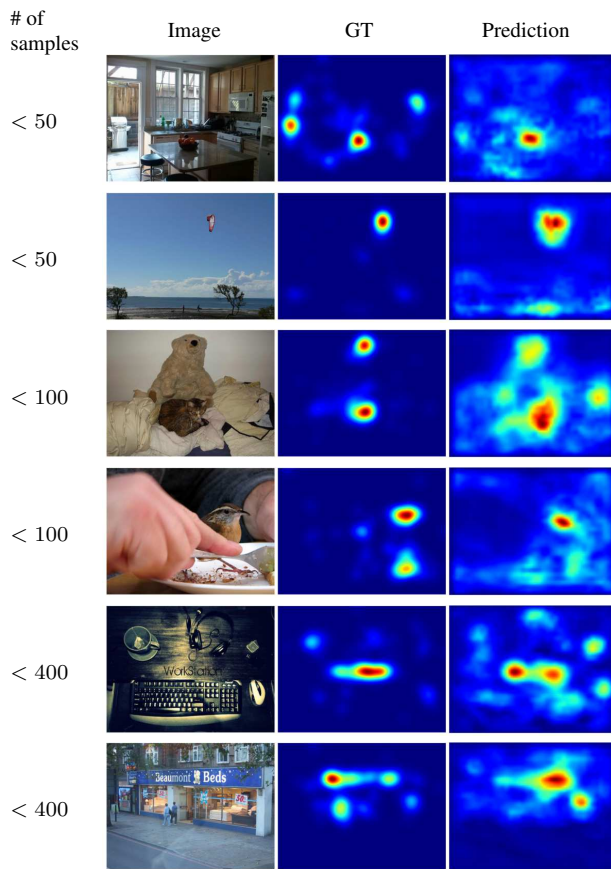 # of
samples
Image
GT
Prediction
< 50
< 50
< 100
< 100
< 400
WorkStation
< 400
Beaumont Beds